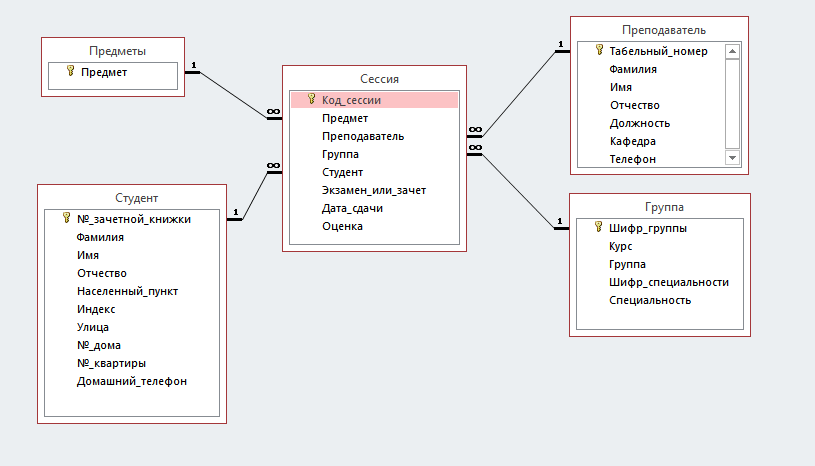 Предметы
Предмет
1
∞
Студент
№_зачетной_книжки
Фамилия
Имя
Отчество
Населенный_пункт
Индекс
Улица
№_дома
№_квартиры
Домашний_телефон
1
∞
Сессия
Код_сессии
Предмет
Преподаватель
Группа
Студент
Экзамен_или_зачет
Дата_сдачи
Оценка
∞
1
Преподаватель
Табельный_номер
Фамилия
Имя
Отчество
Должность
Кафедра
Телефон
∞
1
Группа
Шифр_группы
Курс
Группа
Шифр_специальности
Специальность